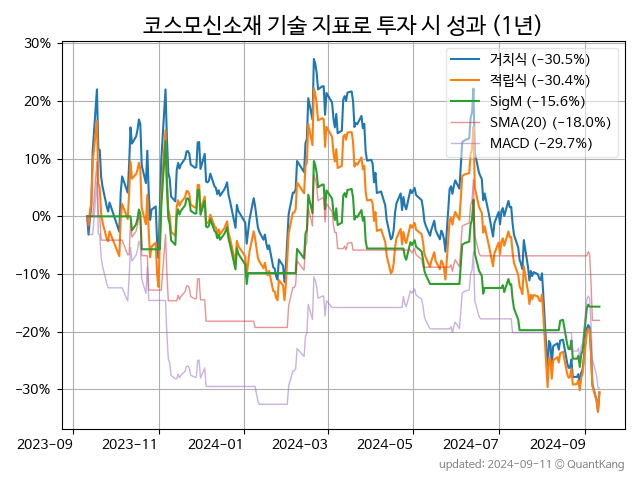 코스모신소재 기술 지표로 투자 시 성과 (1년)
30%
20%
10%
0%
−10%
−20%
−30%
거치식 (−30.5%)
적립식 (−30.4%)
SigM (−15.6%)
SMA(20) (−18.0%)
MACD (−29.7%)
2023-09
2023-11
2024-01
2024-03
2024-05
2024-07
2024-09
updated: 2024-09-11 © QuantKang